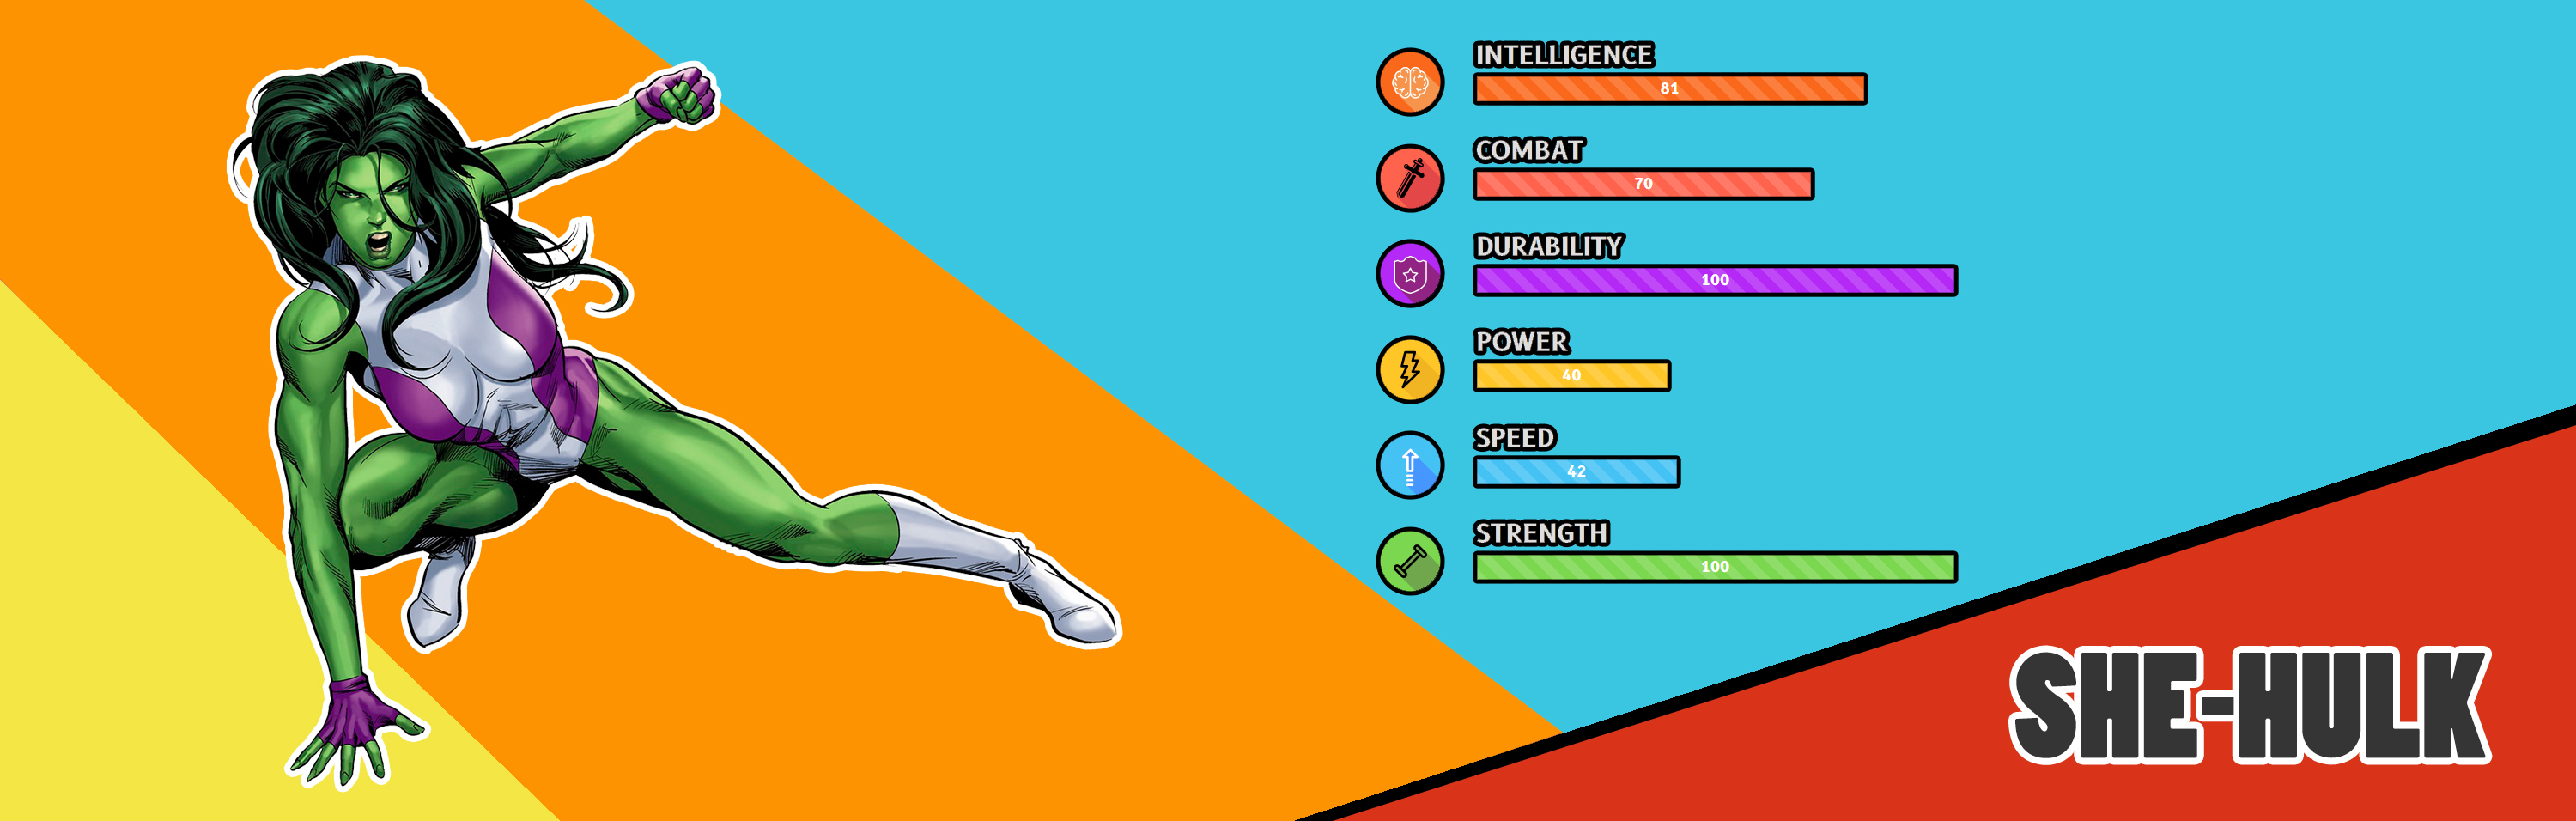 INTELLIGENCE
81
COMBAT
70
DURABILITY
100
POWER
40
SPEED
42
STRENGTH
100
SHE-HULK